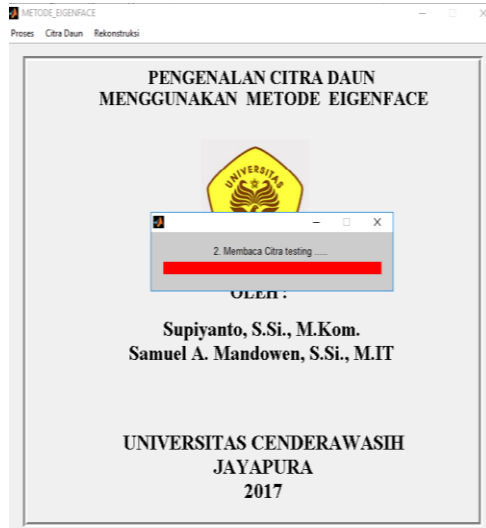 METODE_EIGENFACE
Proses Citra Daun Rekonstruksi
PENGENALAN CITRA DAUN
MENGGUNAKAN METODE EIGENFACE
UNIVERSITAS
2. Membaca Citra testing .....
OLEH :
Supiyanto, S.Si., M.Kom.
Samuel A. Mandowen, S.Si., M.IT
UNIVERSITAS CENDERAWASIH
JAYAPURA
2017